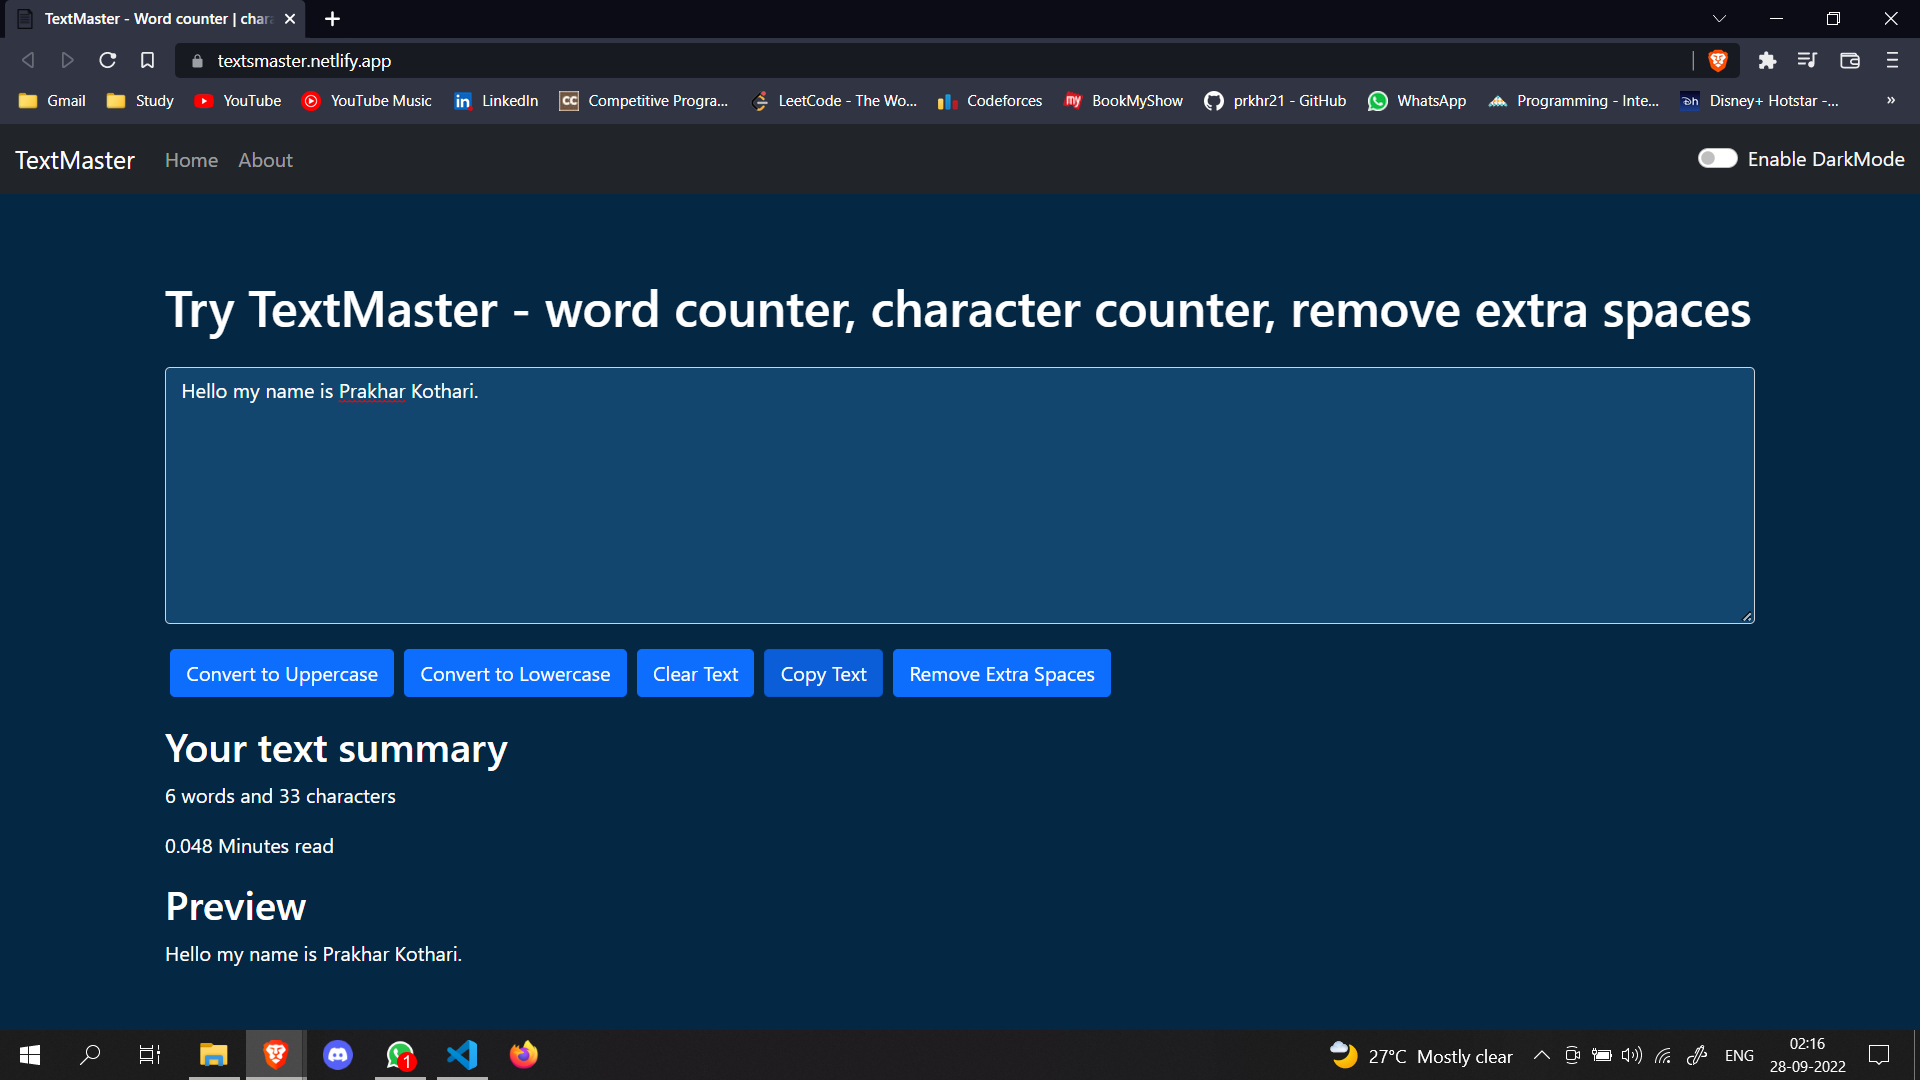 TextMaster - Word counter | char
textsmaster.netlify.app
Gmail Study YouTube YouTube Music LinkedIn CC Competitive Progra... LeetCode - The Wo... Codeforces my BookMyShow prkhr21 - GitHub WhatsApp Programming - Inte... Dh Disney+ Hotstar -... »
TextMaster Home About Enable DarkMode
Try TextMaster - word counter, character counter, remove extra spaces
Hello my name is Prakhar Kothari.
Convert to Uppercase Convert to Lowercase Clear Text Copy Text Remove Extra Spaces
Your text summary
6 words and 33 characters
0.048 Minutes read
Preview
Hello my name is Prakhar Kothari.
1 27°C Mostly clear ENG 02:16
28-09-2022